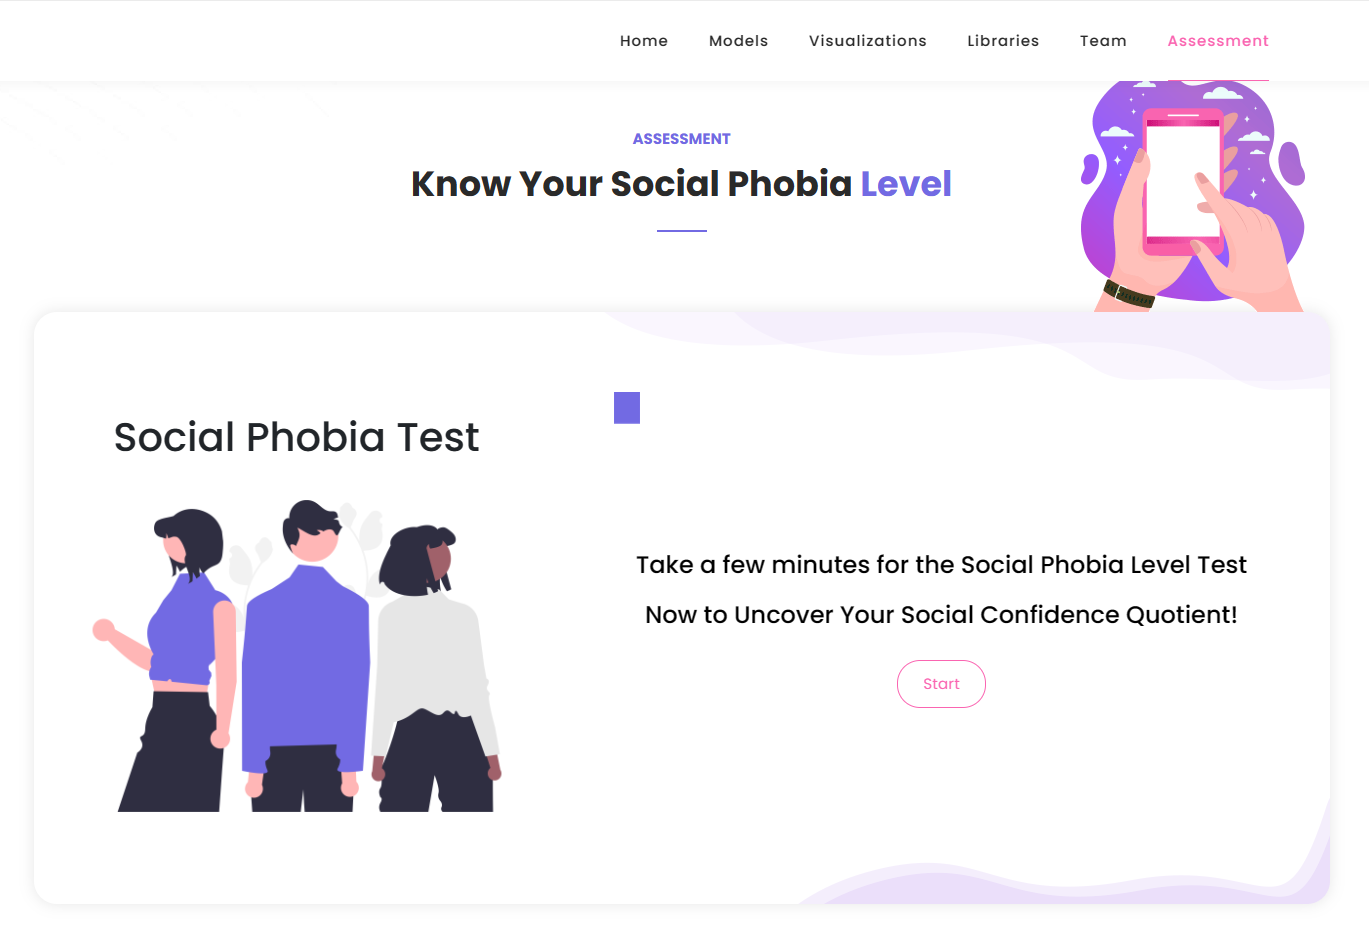 Home Models Visualizations Libraries Team Assessment
ASSESSMENT
Know Your Social Phobia Level
Social Phobia Test
Take a few minutes for the Social Phobia Level Test
Now to Uncover Your Social Confidence Quotient!
Start